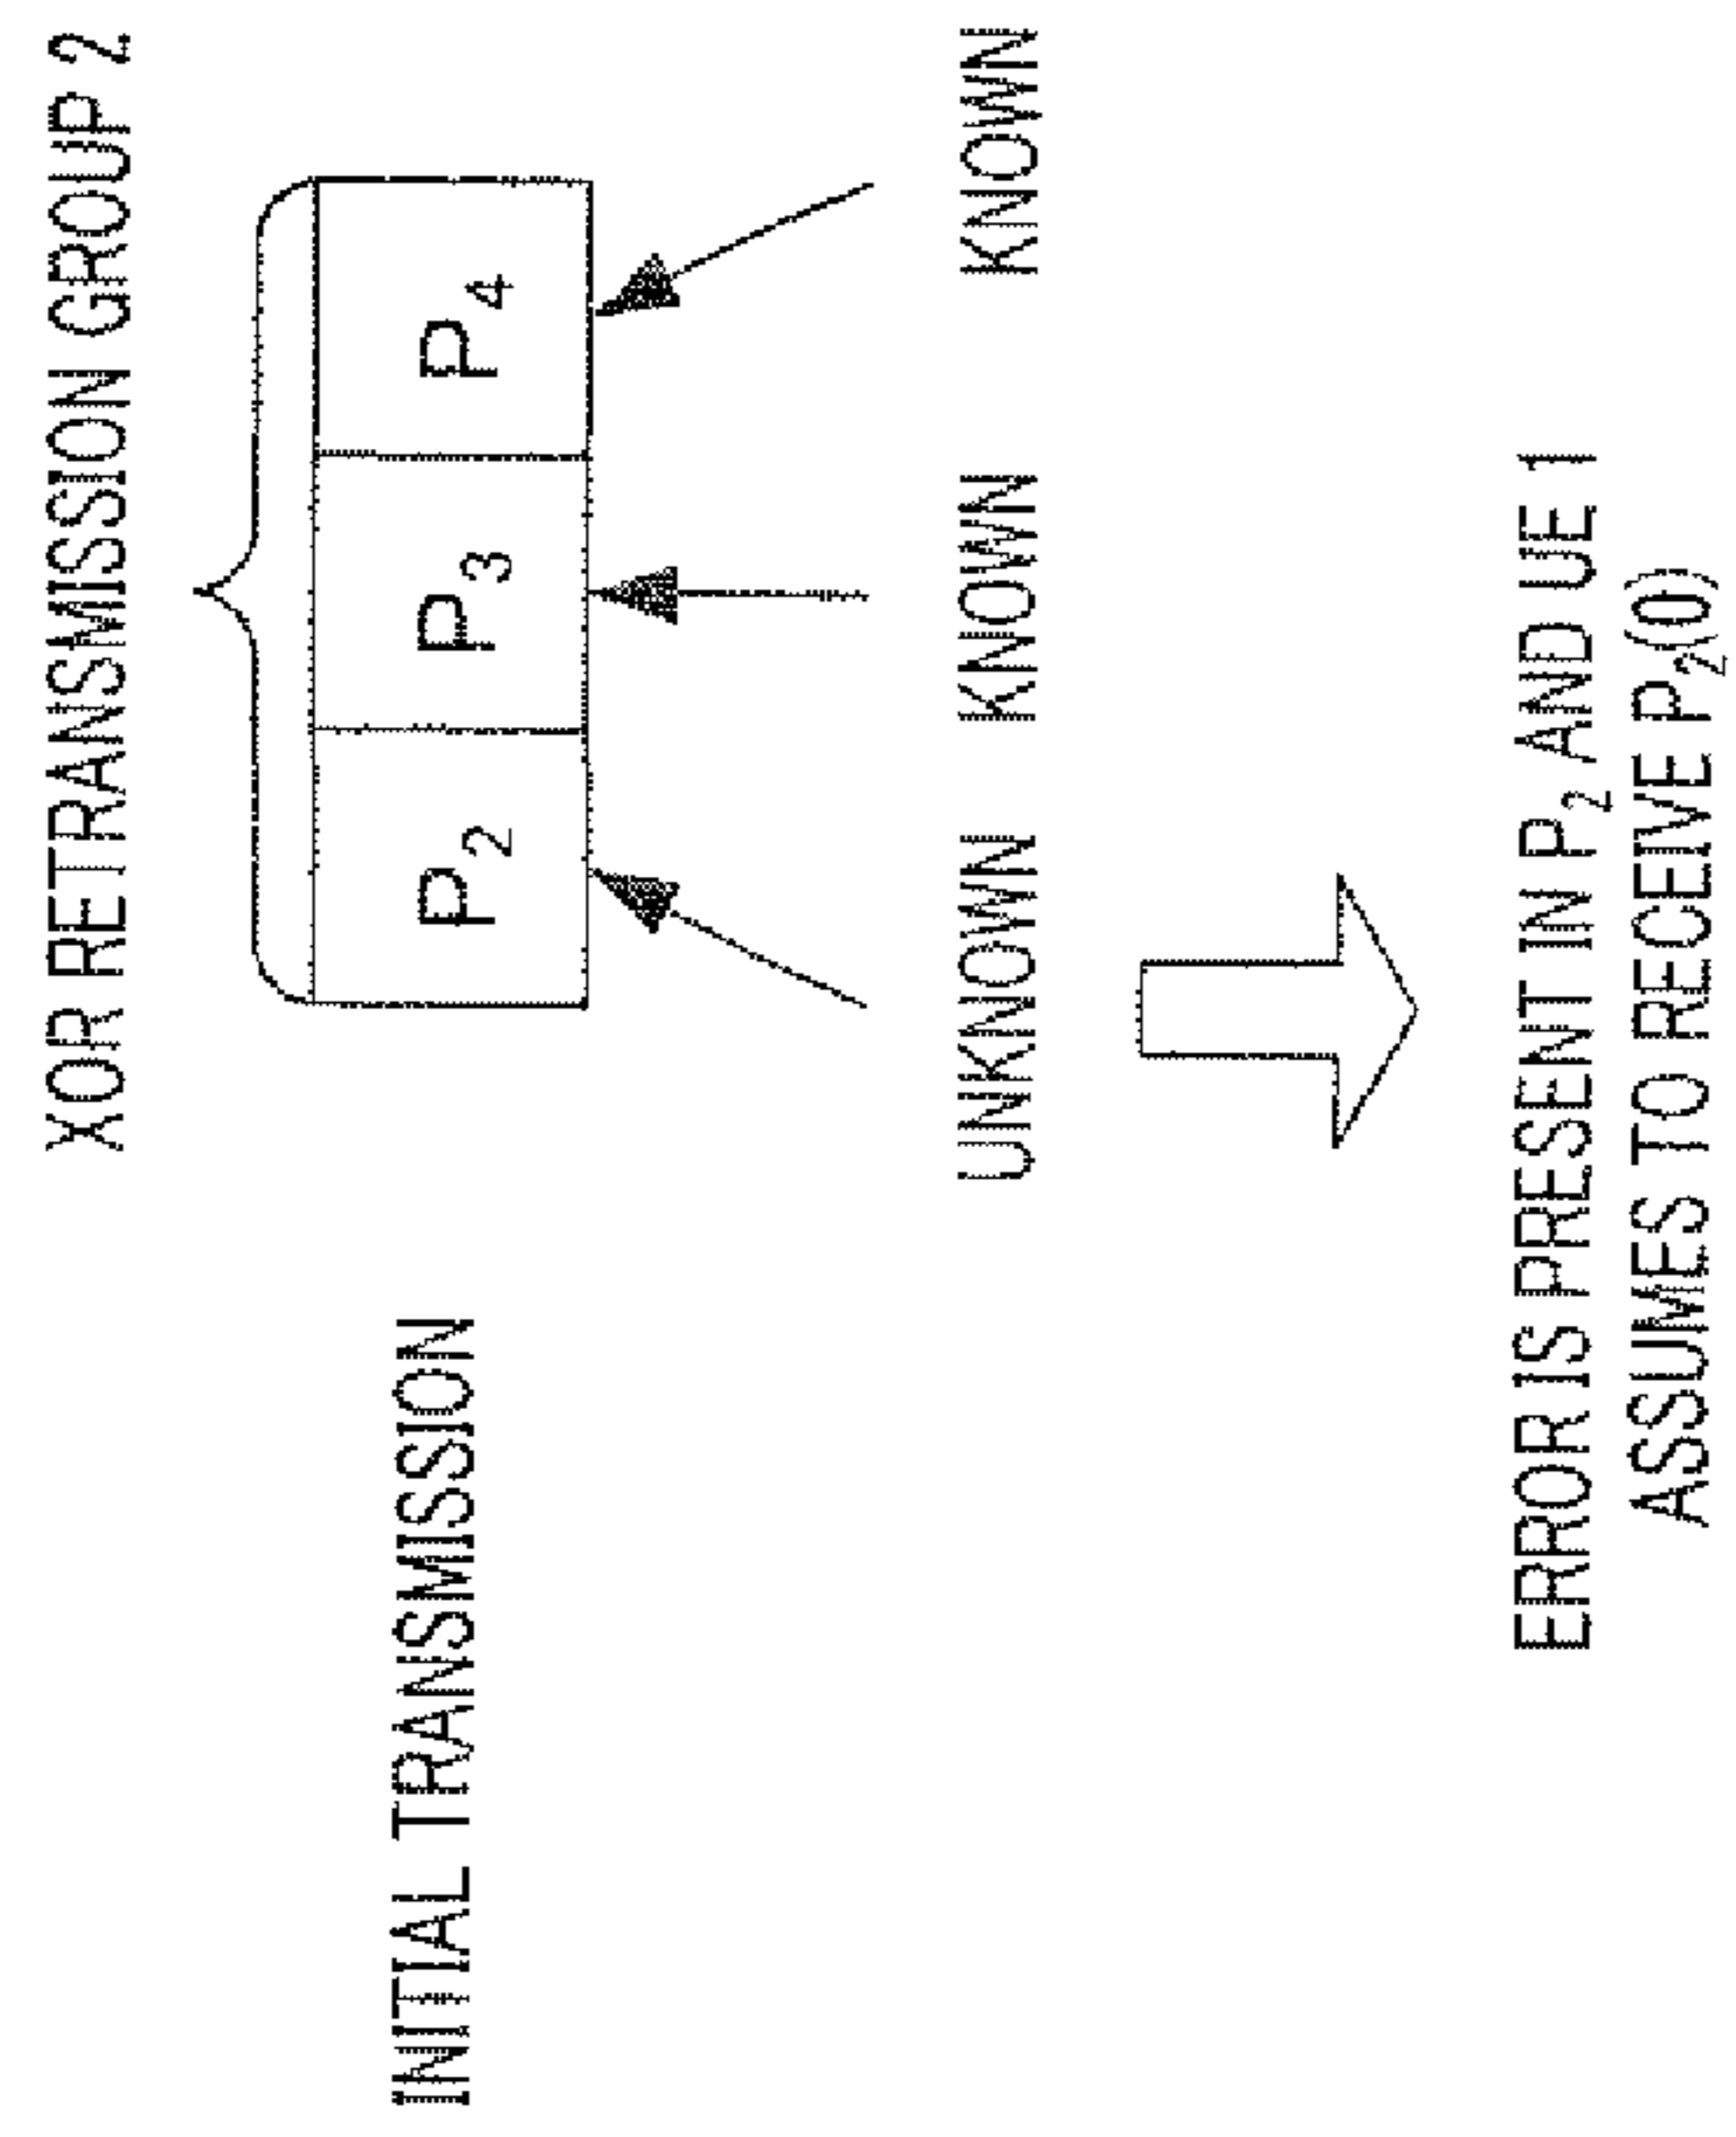 XOR RETRANSMISSION GROUP 2
INITIAL TRANSMISSION
P2 P3 P4
UNKNOWN KNOWN KNOWN
ERROR IS PRESENT IN P2 AND UE 1
ASSUMES TO RECEIVE P2(0)